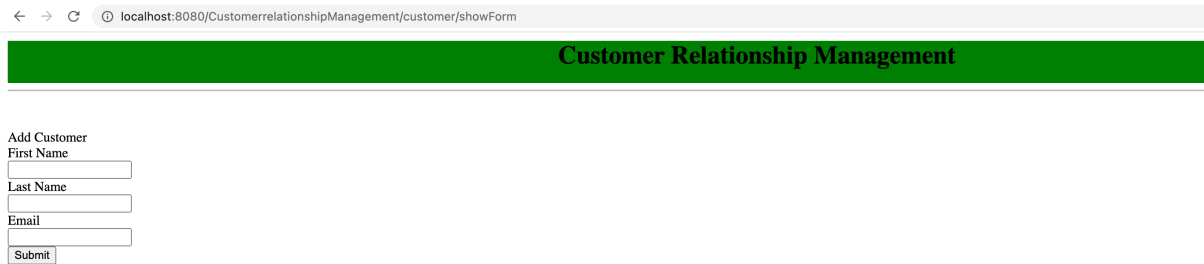 localhost:8080/CustomerrelationshipManagement/customer/showForm
Customer Relationship Management
Add Customer
First Name
Last Name
Email
Submit